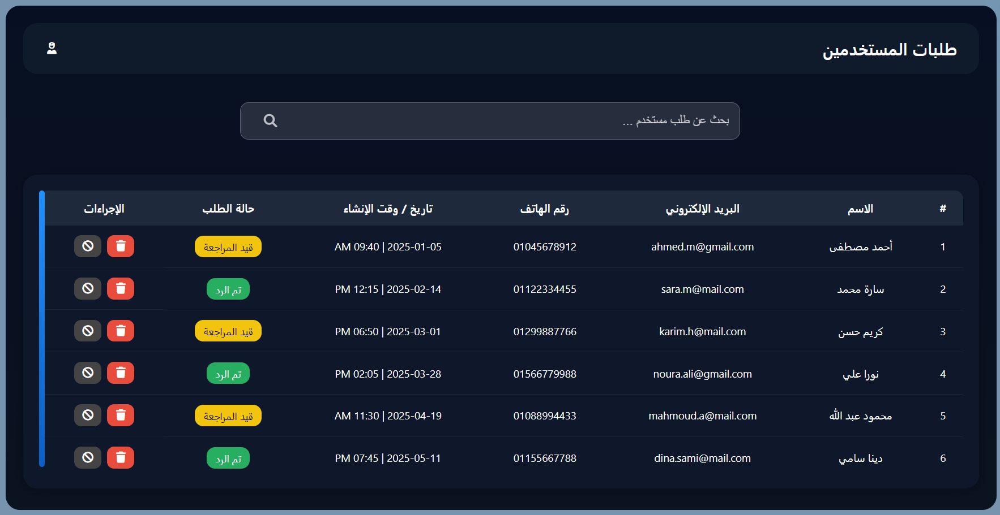 طلبات المستخدمين
بحث عن طلب مستخدم ...
# الاسم البريد الإلكتروني رقم الهاتف تاريخ / وقت الإنشاء حالة الطلب الإجراءات
1 أحمد مصطفى ahmed.m@gmail.com 01045678912 2025-01-05 | 09:40 AM قيد المراجعة
2 سارة محمد sara.m@mail.com 01122334455 2025-02-14 | 12:15 PM تم الرد
3 كريم حسن karim.h@mail.com 01299887766 2025-03-01 | 06:50 PM قيد المراجعة
4 نورا علي noura.ali@gmail.com 01566779988 2025-03-28 | 02:05 PM تم الرد
5 محمود عبد الله mahmoud.a@mail.com 01088994433 2025-04-19 | 11:30 AM قيد المراجعة
6 دينا سامي dina.sami@mail.com 01155667788 2025-05-11 | 07:45 PM تم الرد